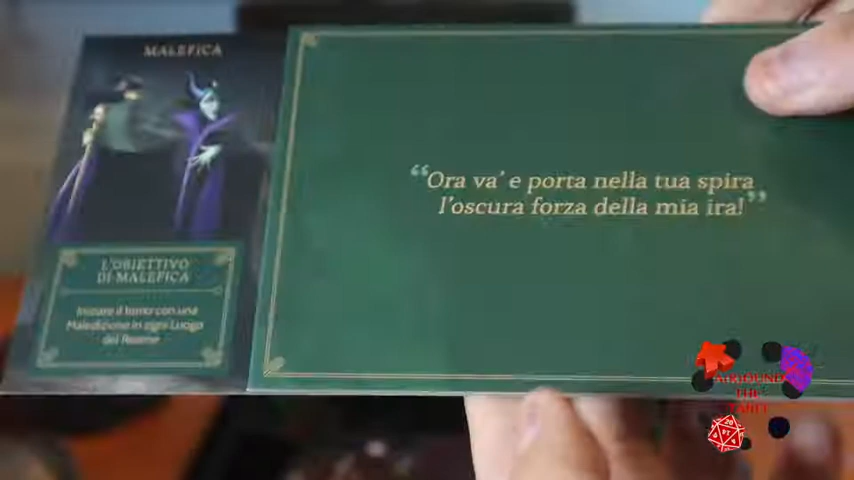 MALEFICA
L'OBIETTIVO
DI MALEFICA
Iniziare il turno con una
Maledizione in ogni Luogo
del Reame
“Ora va' e porta nella tua spira
l'oscura forza della mia ira!”
THE